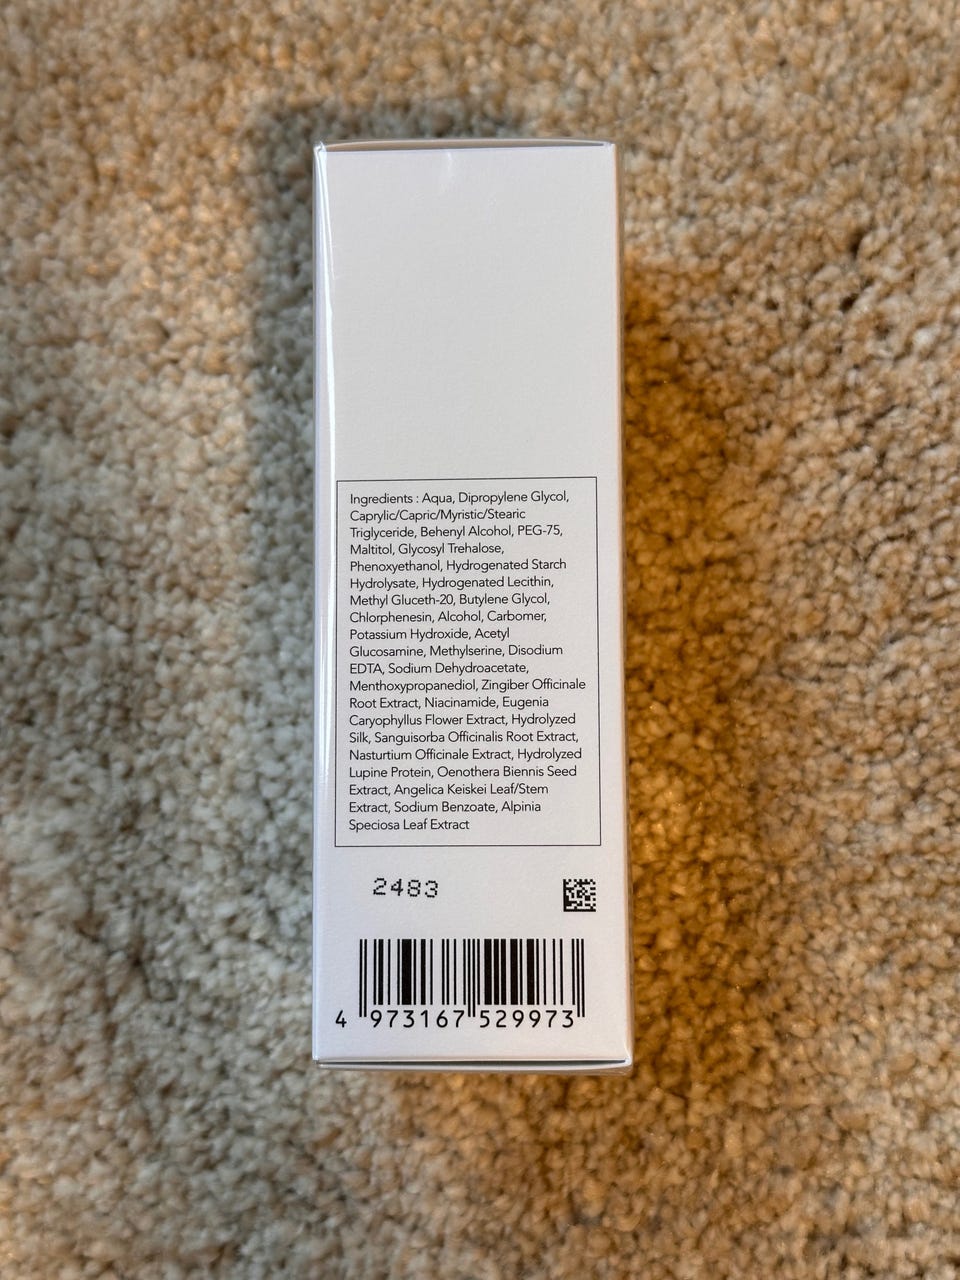 Ingredients : Aqua, Dipropylene Glycol,
Caprylic/Capric/Myristic/Stearic
Triglyceride, Behenyl Alcohol, PEG-75,
Maltitol, Glycosyl Trehalose,
Phenoxyethanol, Hydrogenated Starch
Hydrolysate, Hydrogenated Lecithin,
Methyl Gluceth-20, Butylene Glycol,
Chlorphenesin, Alcohol, Carbomer,
Potassium Hydroxide, Acetyl
Glucosamine, Methylserine, Disodium
EDTA, Sodium Dehydroacetate,
Menthoxypropanediol, Zingiber Officinale
Root Extract, Niacinamide, Eugenia
Caryophyllus Flower Extract, Hydrolyzed
Silk, Sanguisorba Officinalis Root Extract,
Nasturtium Officinale Extract, Hydrolyzed
Lupine Protein, Oenothera Biennis Seed
Extract, Angelica Keiskei Leaf/Stem
Extract, Sodium Benzoate, Alpinia
Speciosa Leaf Extract
2483
4 973167 529973